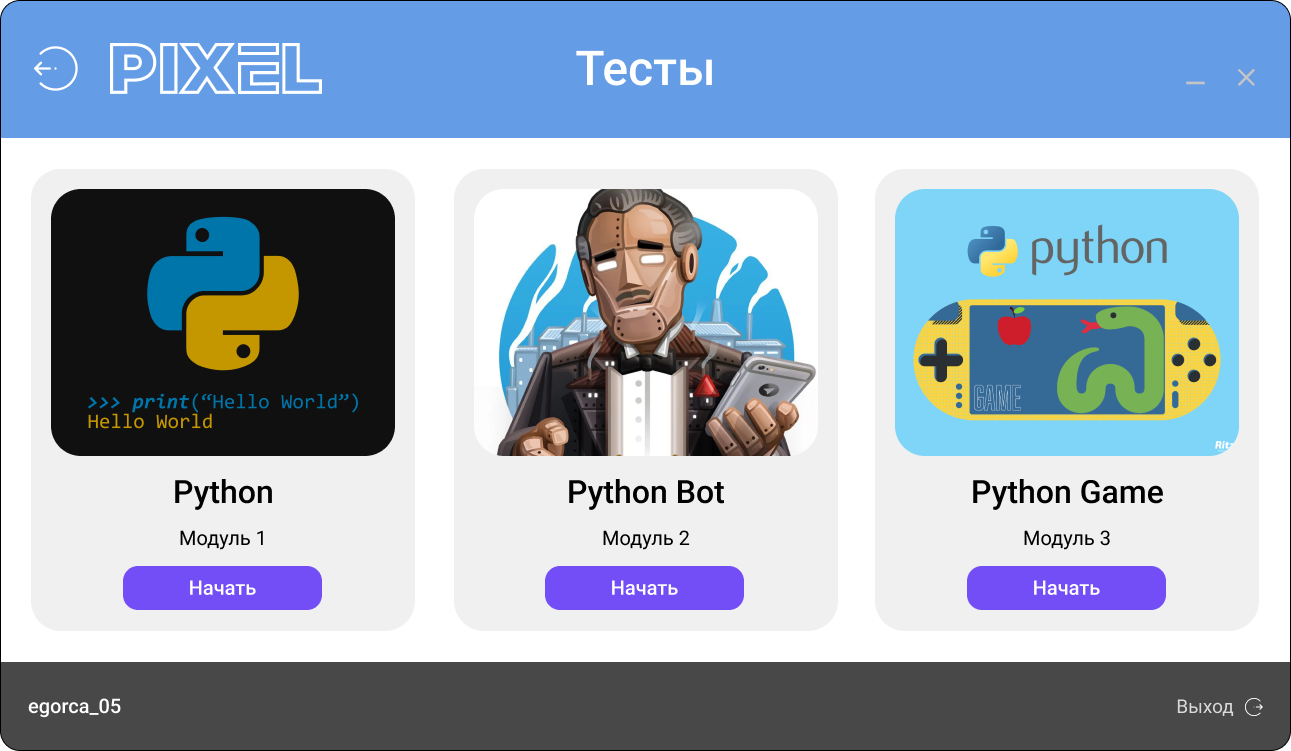 PIXEL
Тесты
>>> print(“Hello World”)
Hello World
python
GAME
Python
Python Bot
Python Game
Модуль 1
Модуль 2
Модуль 3
Начать
Начать
Начать
egorca_05
Выход